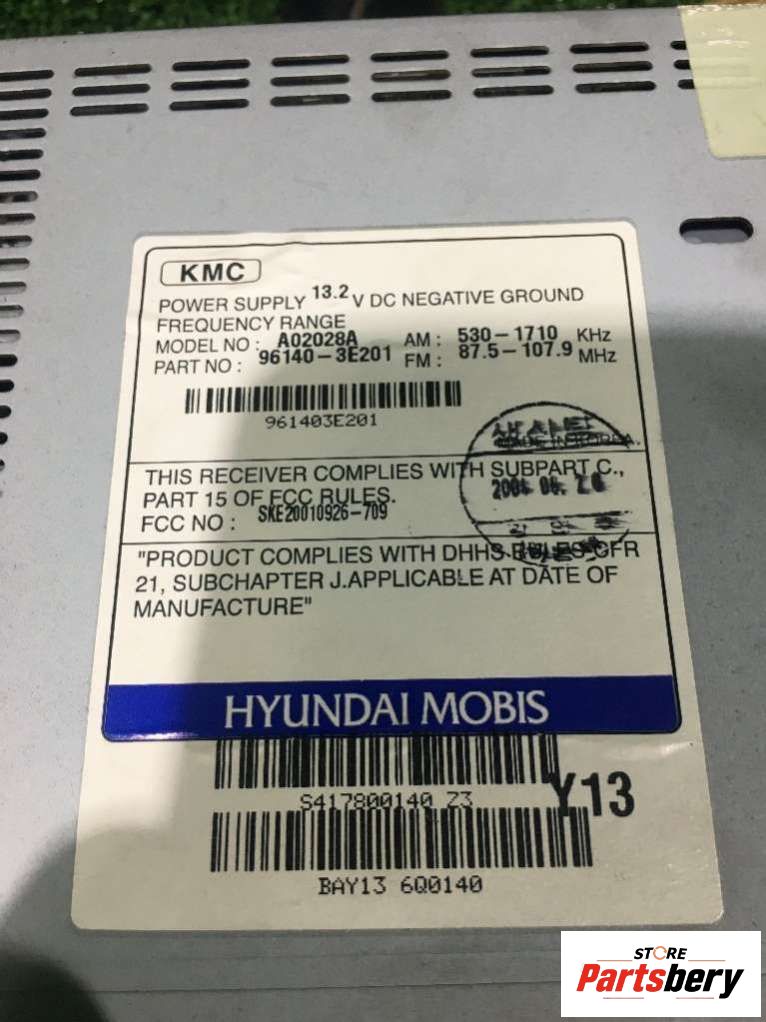 KMC
POWER SUPPLY 13.2 V DC NEGATIVE GROUND
FREQUENCY RANGE
MODEL NO : A02028A AM : 530-1710 KHz
PART NO : 96140-3E201 FM : 87.5-107.9 MHz
961403E201
MADE IN KOREA.
THIS RECEIVER COMPLIES WITH SUBPART C.,
PART 15 OF FCC RULES.
FCC NO : SKE20010926-709
"PRODUCT COMPLIES WITH DHHS RULES CFR
21, SUBCHAPTER J.APPLICABLE AT DATE OF
MANUFACTURE"
HYUNDAI MOBIS
S417800140 Z3
Y13
BAY13 6Q0140
STORE
Partsbery